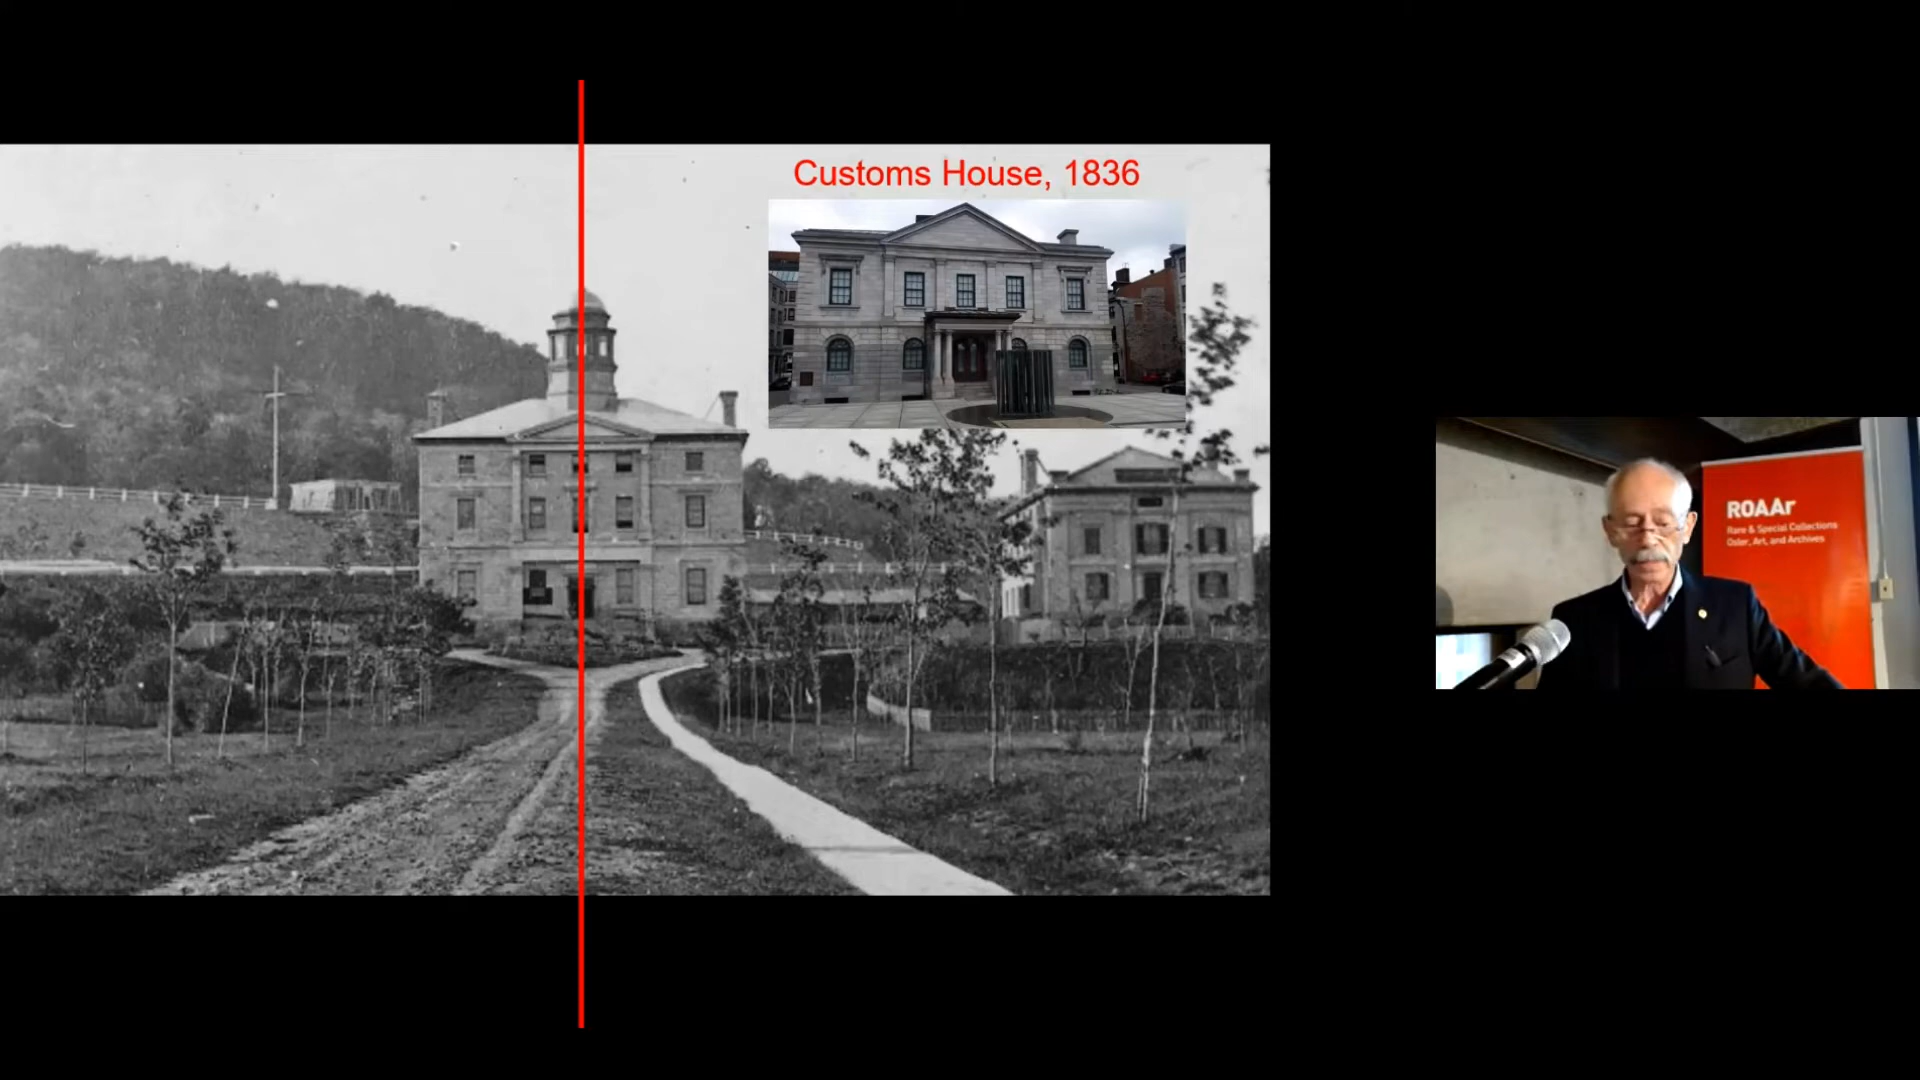 Customs House, 1836
ROAAr
Rare & Special Collections
Osler, Art, and Archives